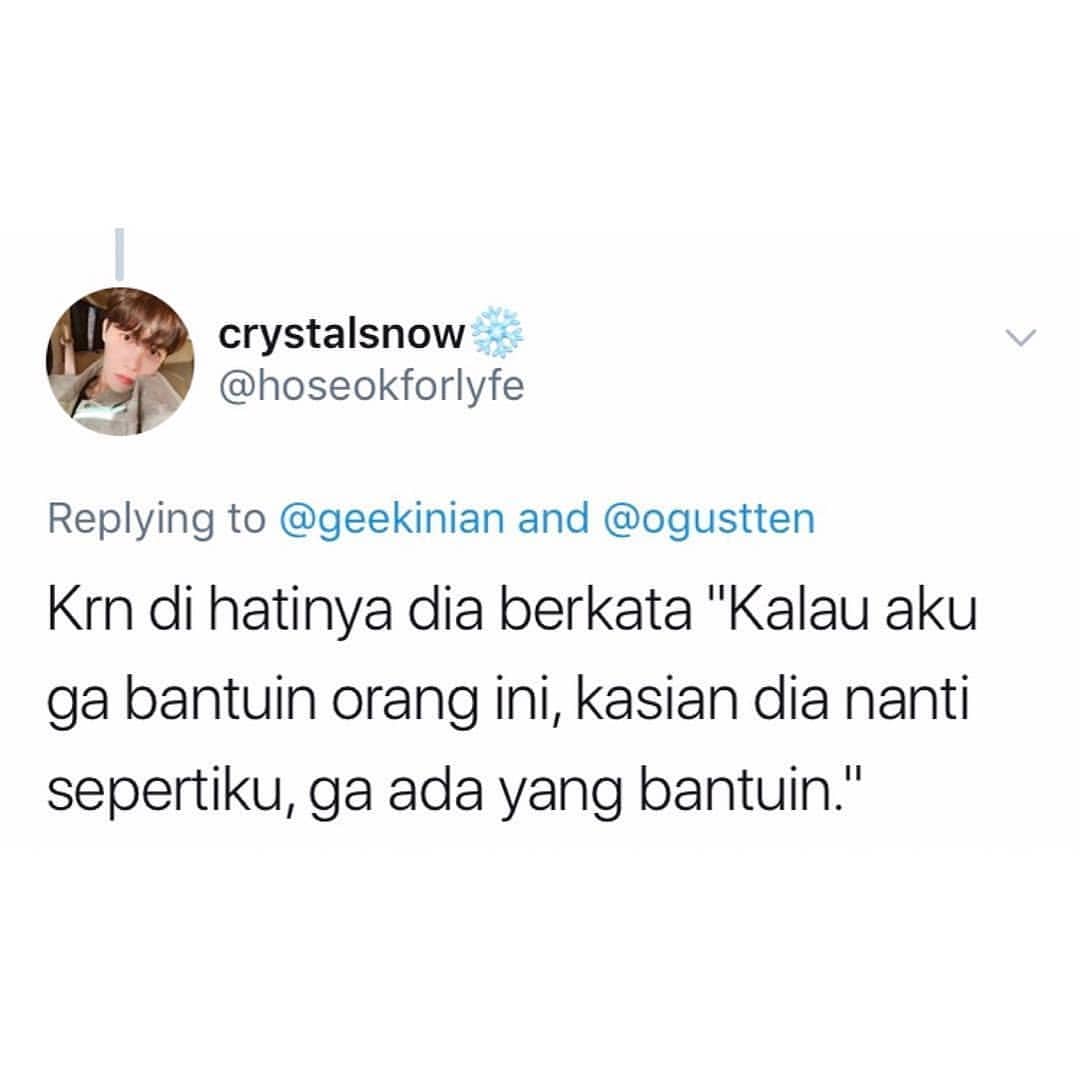 crystalsnow❄️
@hoseokforlyfe
Replying to @geekinian and @ogustten
Krn di hatinya dia berkata "Kalau aku
ga bantuin orang ini, kasian dia nanti
sepertiku, ga ada yang bantuin."